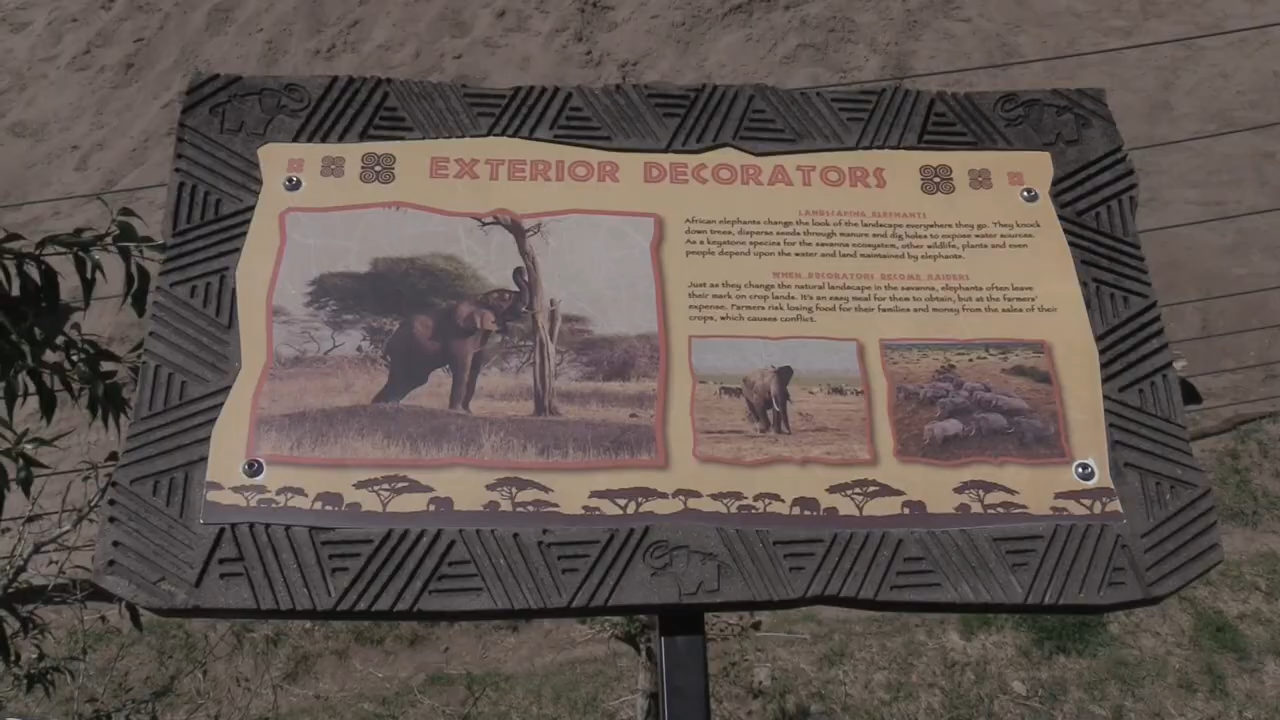 EXTERIOR DECORATORS
LANDSCAPING ELEPHANTS
African elephants change the look of the landscape everywhere they go. They knock
down trees, disperse seeds through manure and dig holes to expose water sources.
As a keystone species for the savanna ecosystem, other wildlife, plants and even
people depend upon the water and land maintained by elephants.
WHEN DECORATORS BECOME RAIDERS
Just as they change the natural landscape in the savanna, elephants often leave
their mark on crop lands. It's an easy meal for them to obtain, but at the farmers'
expense. Farmers risk losing food for their families and money from the sales of their
crops, which causes conflict.